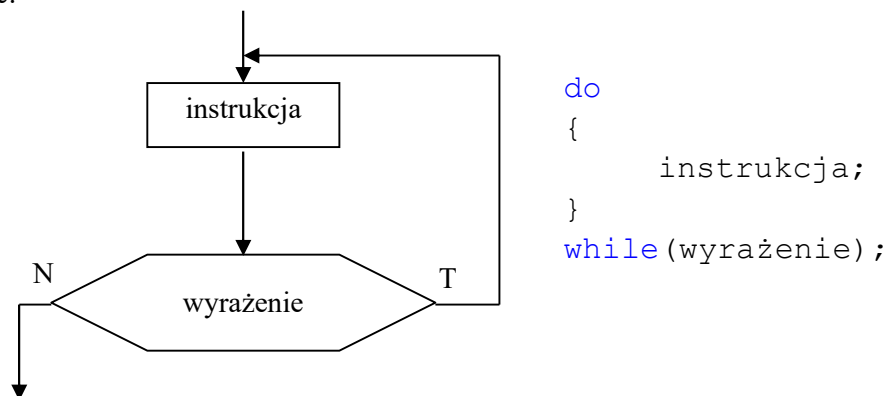 instrukcja
N
T
wyrażenie
do
{
instrukcja;
}
while(wyrażenie);